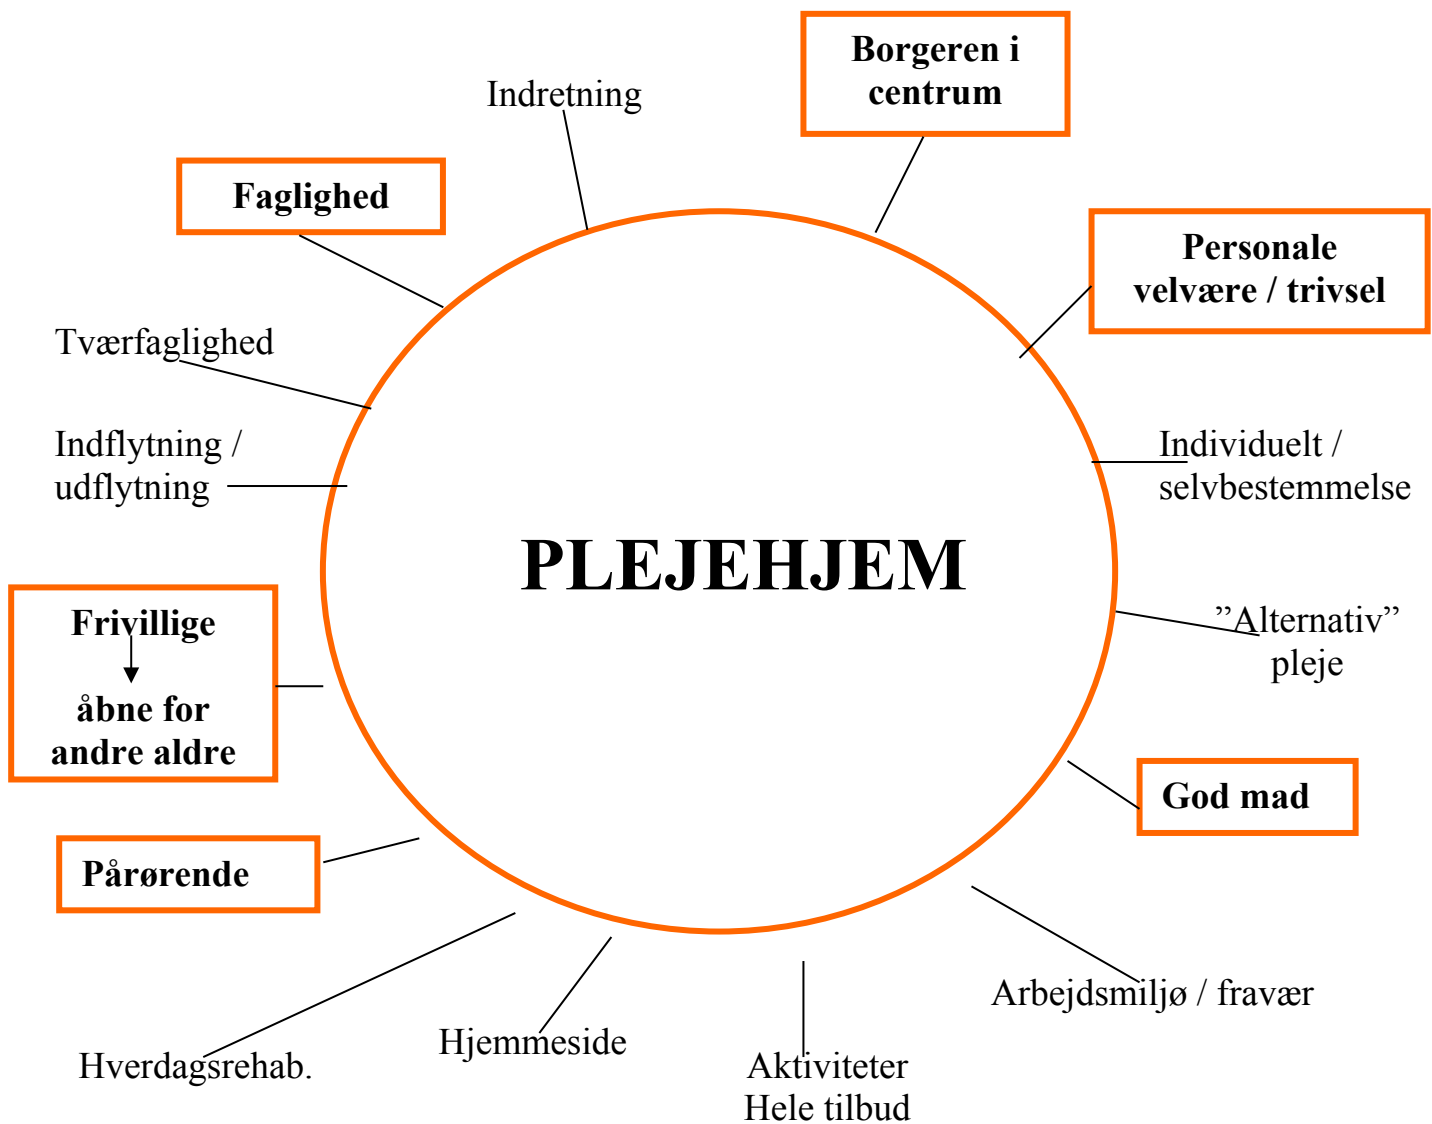 Borgeren i
centrum
Indretning
Faglighed
Personale
velvære / trivsel
Tværfaglighed
Indflytning /
udflytning
Individuelt /
selvbestemmelse
PLEJEHJEM
Frivillige
åbne for
andre aldre
”Alternativ”
pleje
God mad
Pårørende
Arbejdsmiljø / fravær
Hjemmeside
Hverdagsrehab.
Aktiviteter
Hele tilbud